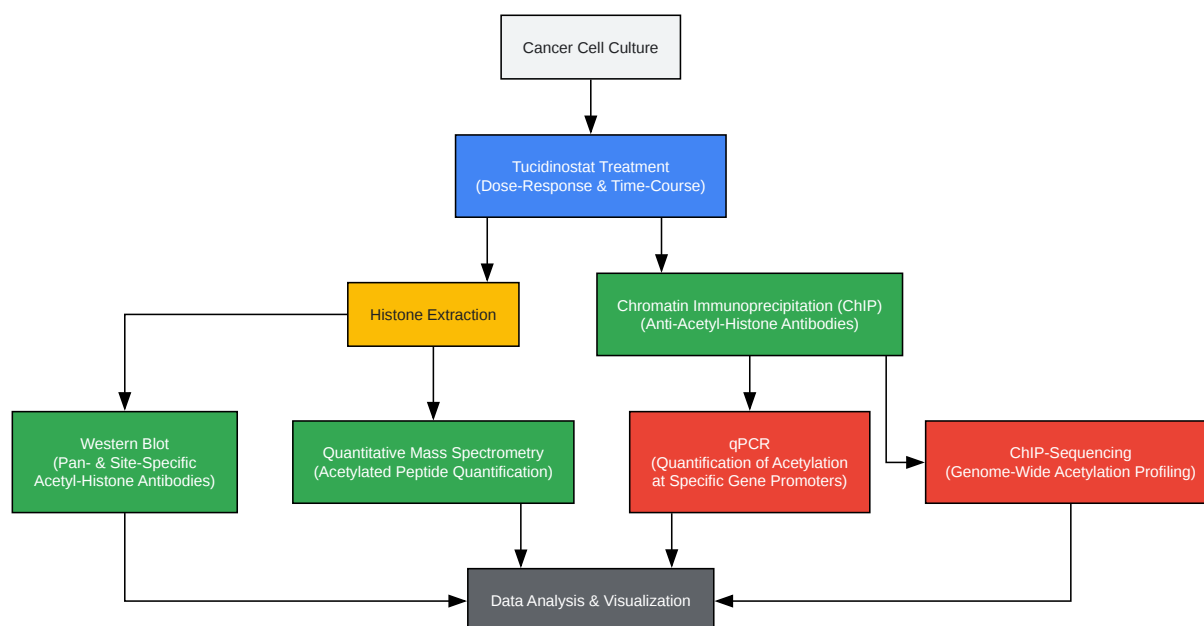 Cancer Cell Culture
Tucidinostat Treatment
(Dose-Response & Time-Course)
Histone Extraction
Chromatin Immunoprecipitation (ChIP)
(Anti-Acetyl-Histone Antibodies)
Western Blot
(Pan- & Site-Specific
Acetyl-Histone Antibodies)
Quantitative Mass Spectrometry
(Acetylated Peptide Quantification)
qPCR
(Quantification of Acetylation
at Specific Gene Promoters)
ChIP-Sequencing
(Genome-Wide Acetylation Profiling)
Data Analysis & Visualization